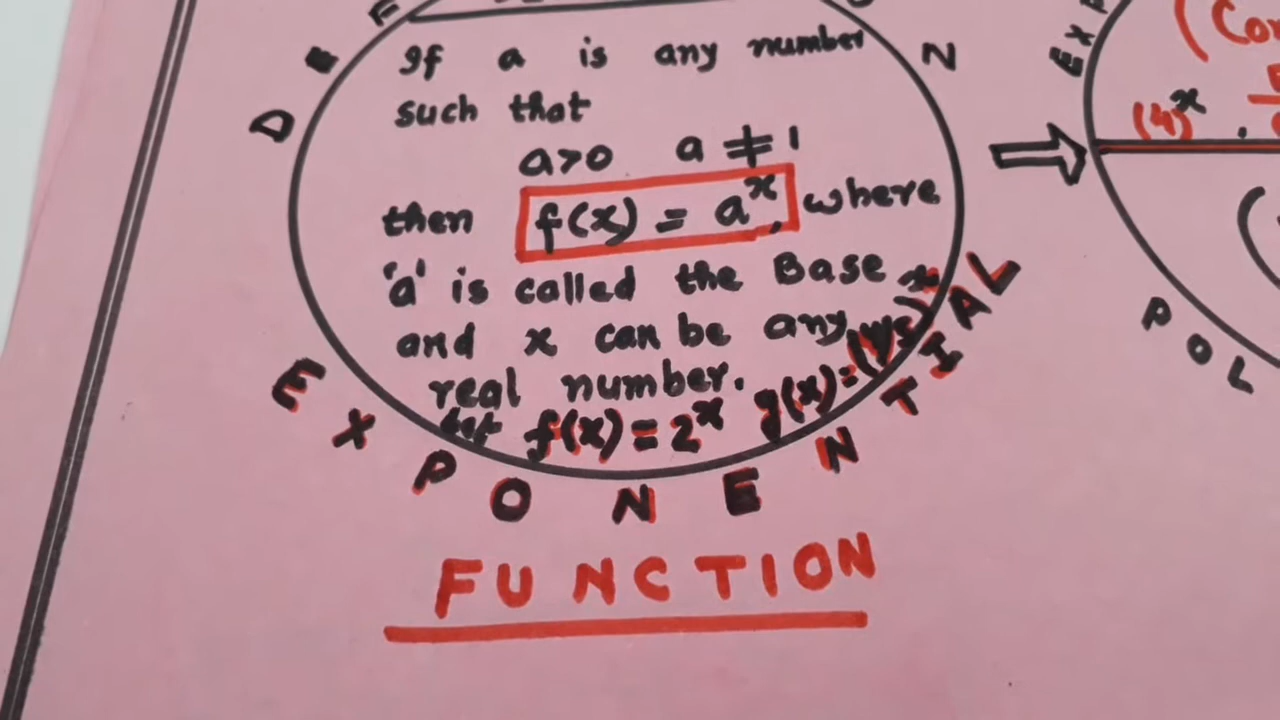 If a is any number
such that
a>0 a ≠ 1
then f(x) = a^x, where
'a' is called the Base
and x can be any
real number.
f(x) = 2^x g(x) =
EXPONENTIAL
FUNCTION
(4)^x .